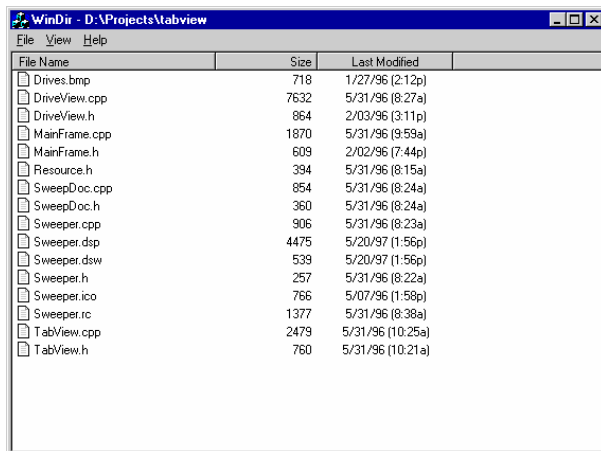 WinDir - D:\Projects\tabview
File View Help
File Name Size Last Modified
Drives.bmp 718 1/27/96 (2:12p)
DriveView.cpp 7632 5/31/96 (8:27a)
DriveView.h 864 2/03/96 (3:11p)
MainFrame.cpp 1870 5/31/96 (9:59a)
MainFrame.h 609 2/02/96 (7:44p)
Resource.h 394 5/31/96 (8:15a)
SweepDoc.cpp 854 5/31/96 (8:24a)
SweepDoc.h 360 5/31/96 (8:24a)
Sweeper.cpp 906 5/31/96 (8:23a)
Sweeper.dsp 4475 5/20/97 (1:56p)
Sweeper.dsw 539 5/20/97 (1:56p)
Sweeper.h 257 5/31/96 (8:22a)
Sweeper.ico 766 5/07/96 (1:58p)
Sweeper.rc 1377 5/31/96 (8:38a)
TabView.cpp 2479 5/31/96 (10:25a)
TabView.h 760 5/31/96 (10:21a)